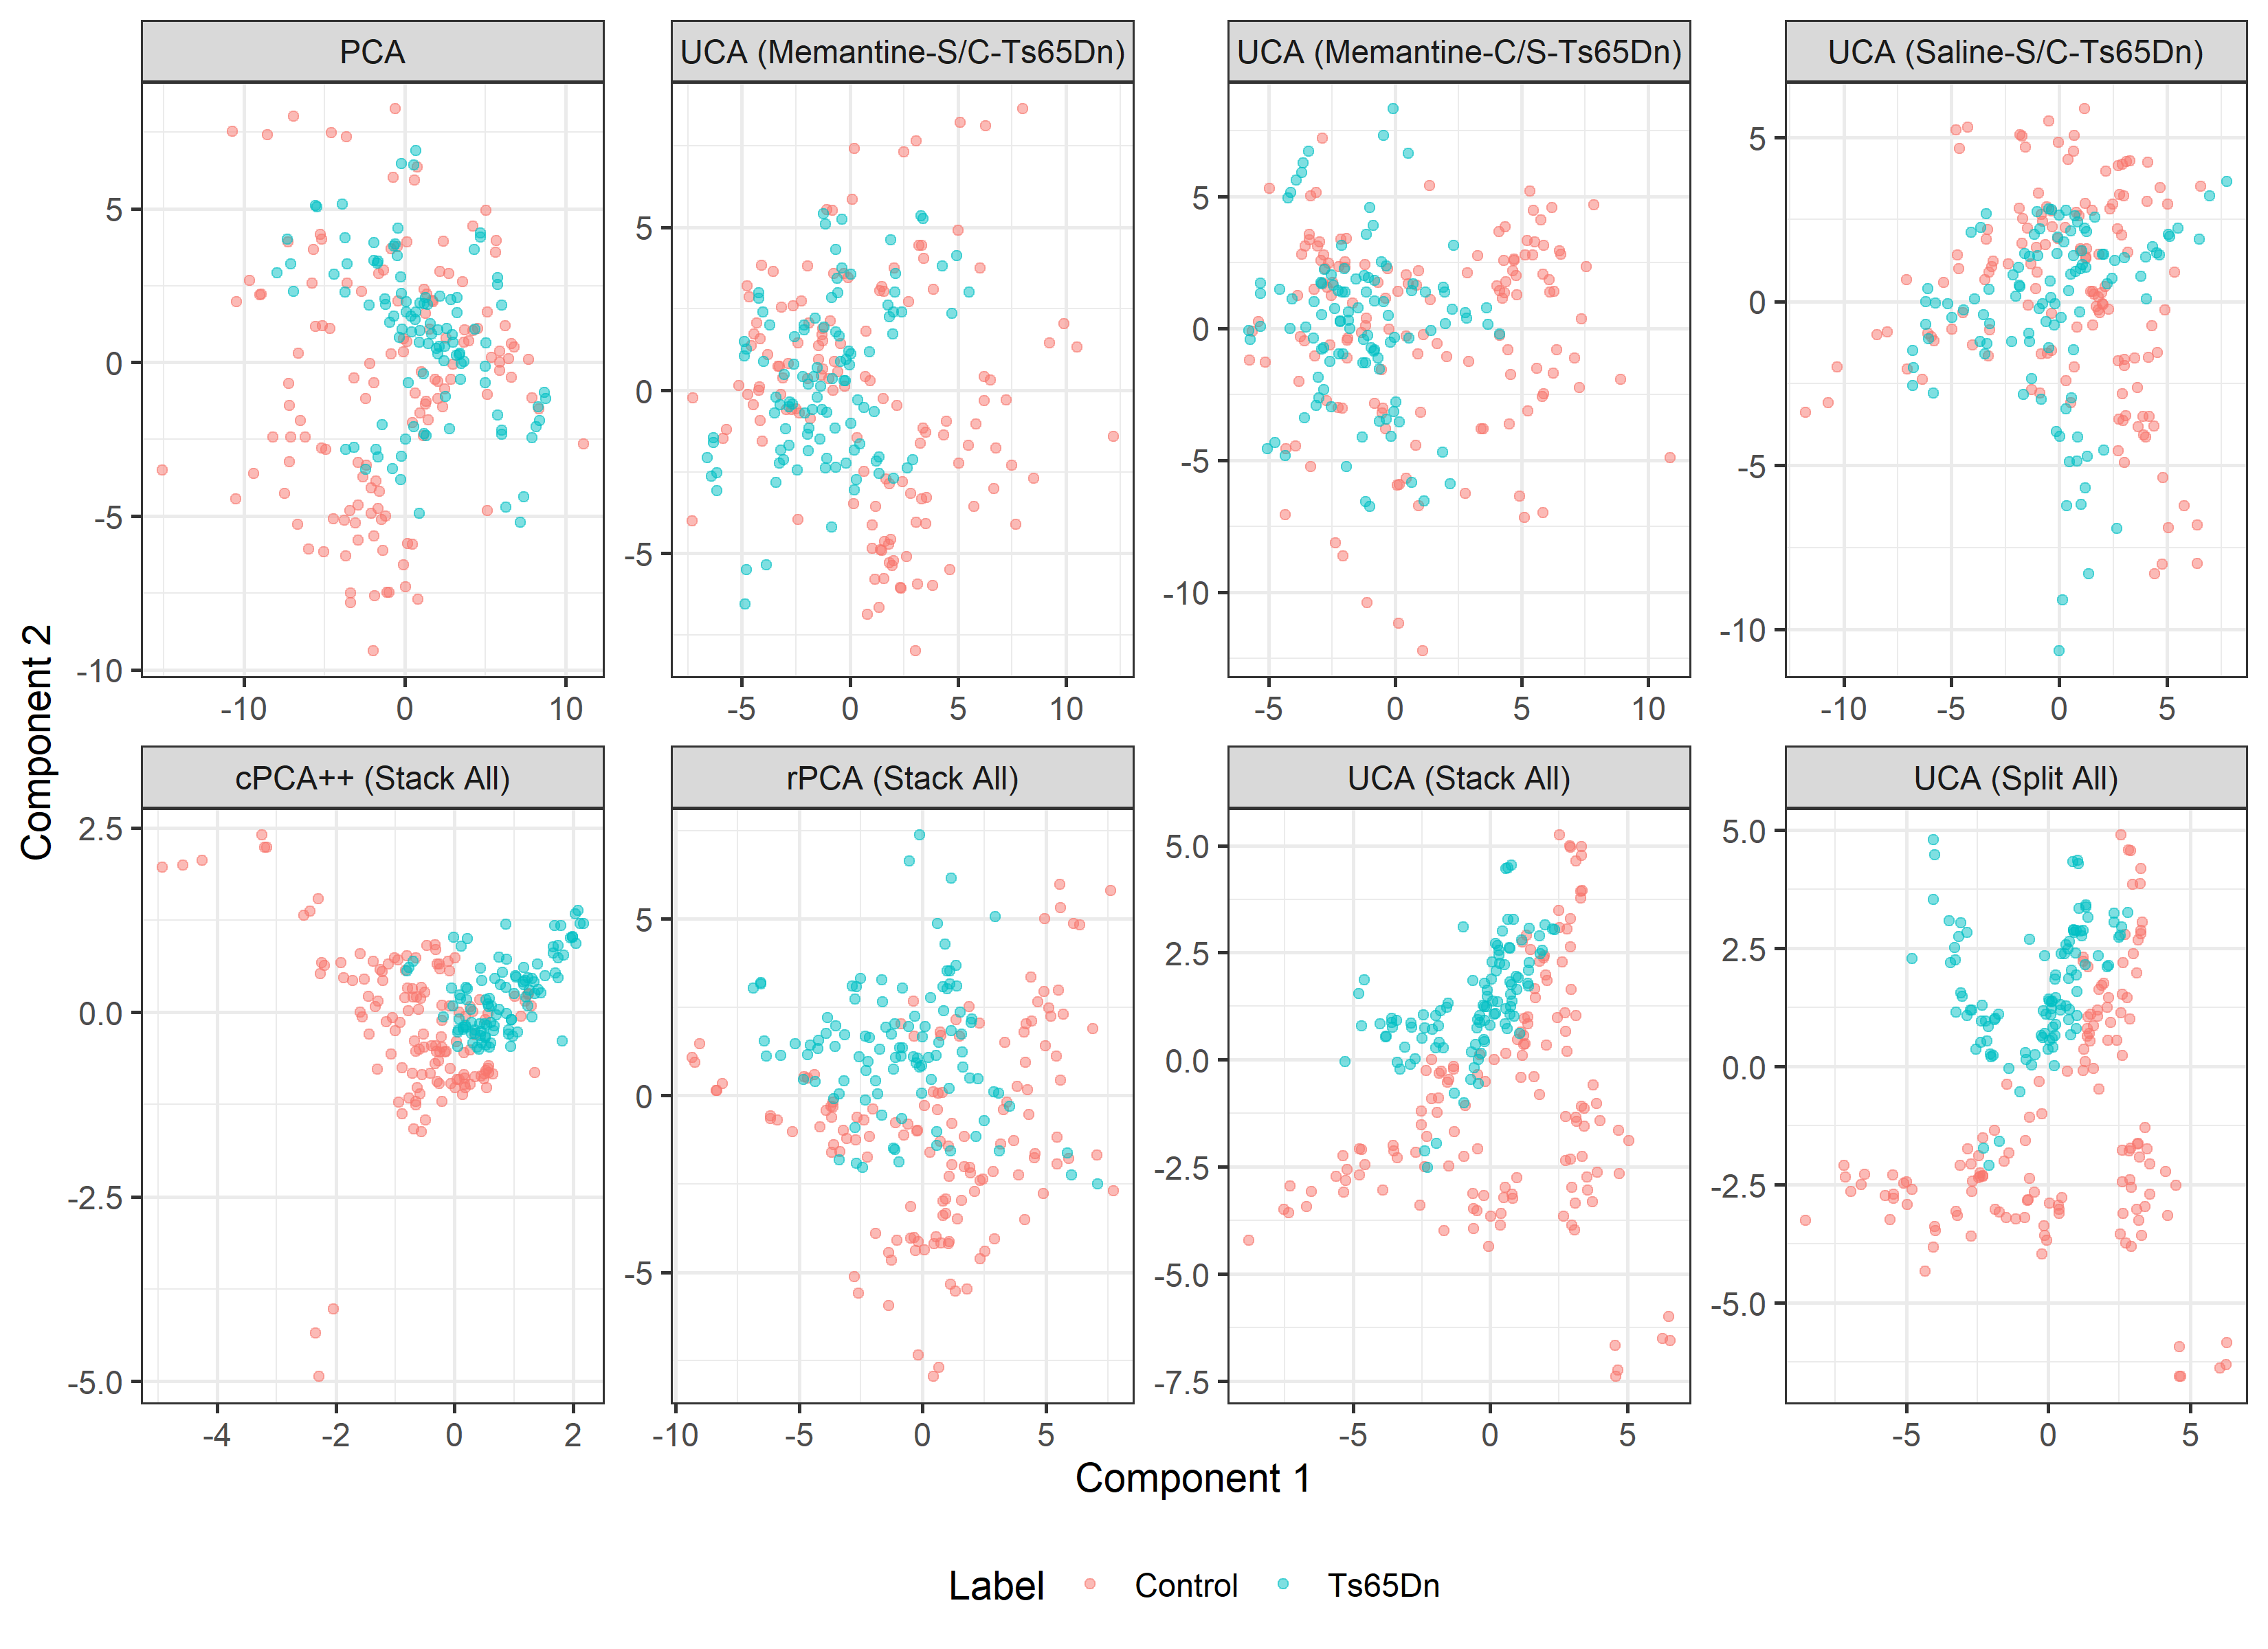 PCA
UCA (Memantine-S/C-Ts65Dn)
UCA (Memantine-C/S-Ts65Dn)
UCA (Saline-S/C-Ts65Dn)
5
0
-5
-10
-10 0 10
5
0
-5
-5 0 5 10
5
0
-5
-10
-5 0 5 10
5
0
-5
-10
-10 -5 0 5
cPCA++ (Stack All)
rPCA (Stack All)
UCA (Stack All)
UCA (Split All)
2.5
0.0
-2.5
-5.0
-4 -2 0 2
5
0
-5
-10 -5 0 5
5.0
2.5
0.0
-2.5
-5.0
-7.5
-5 0 5
5.0
2.5
0.0
-2.5
-5.0
-5 0 5
Component 2
Component 1
Label Control Ts65Dn